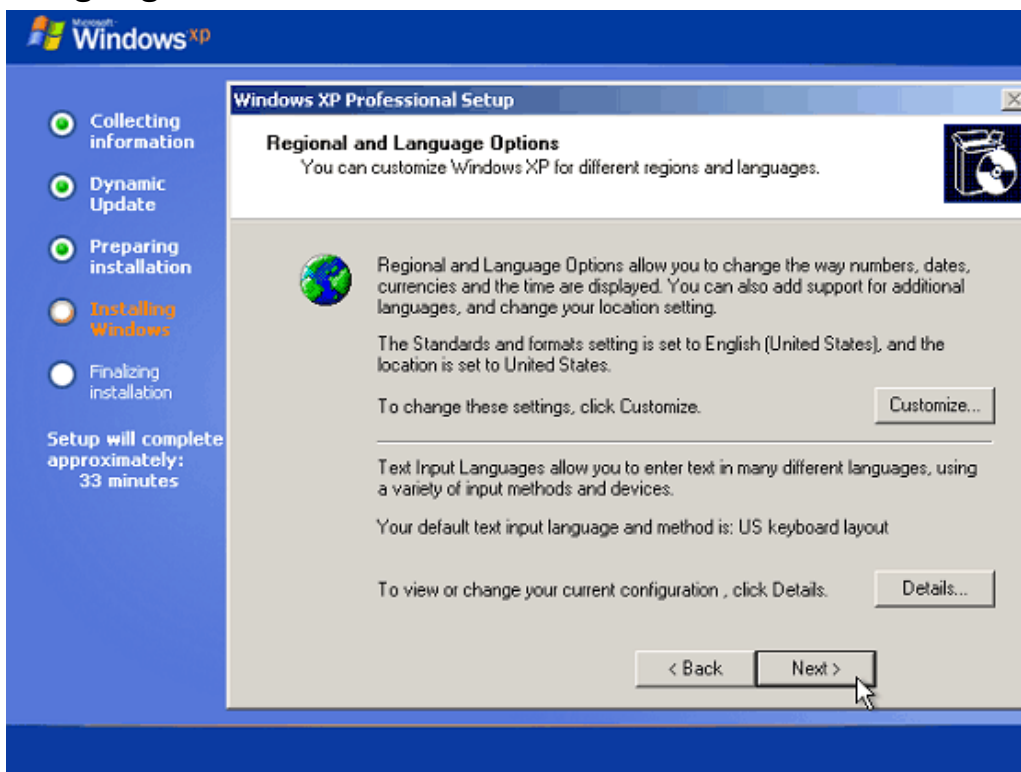 Microsoft
Windows xp
Collecting
information
Dynamic
Update
Preparing
installation
Installing
Windows
Finalizing
installation
Setup will complete
approximately:
33 minutes
Windows XP Professional Setup
Regional and Language Options
You can customize Windows XP for different regions and languages.
Regional and Language Options allow you to change the way numbers, dates,
currencies and the time are displayed. You can also add support for additional
languages, and change your location setting.
The Standards and formats setting is set to English (United States), and the
location is set to United States.
To change these settings, click Customize.
Customize...
Text Input Languages allow you to enter text in many different languages, using
a variety of input methods and devices.
Your default text input language and method is: US keyboard layout
To view or change your current configuration , click Details.
Details...
< Back
Next >